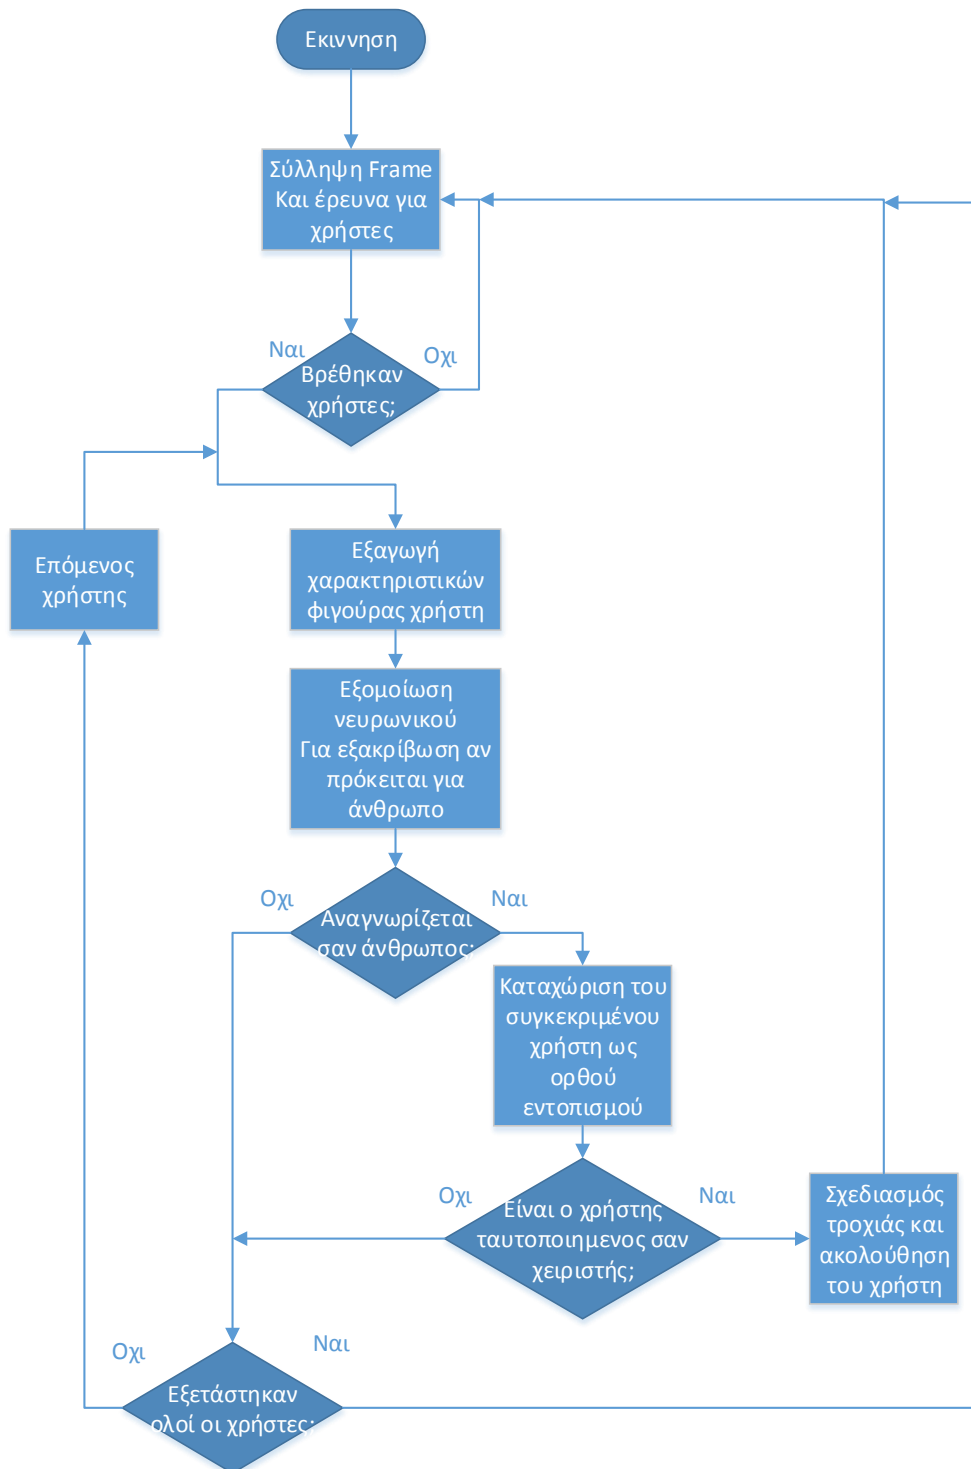 Εκιννηση
Σύλληψη Frame
Και έρευνα για
χρήστες
Ναι
Οχι
Βρέθηκαν
χρήστες;
Επόμενος
χρήστης
Εξαγωγή
χαρακτηριστικών
φιγούρας χρήστη
Εξομοίωση
νευρωνικού
Για εξακρίβωση αν
πρόκειται για
άνθρωπο
Οχι
Ναι
Αναγνωρίζεται
σαν άνθρωπος;
Καταχώριση του
συγκεκριμένου
χρήστη ως
ορθού
εντοπισμού
Οχι
Ναι
Είναι ο χρήστης
ταυτοποιημενος σαν
χειριστής;
Σχεδιασμός
τροχιάς και
ακολούθηση
του χρήστη
Οχι
Ναι
Εξετάστηκαν
ολοί οι χρήστες;